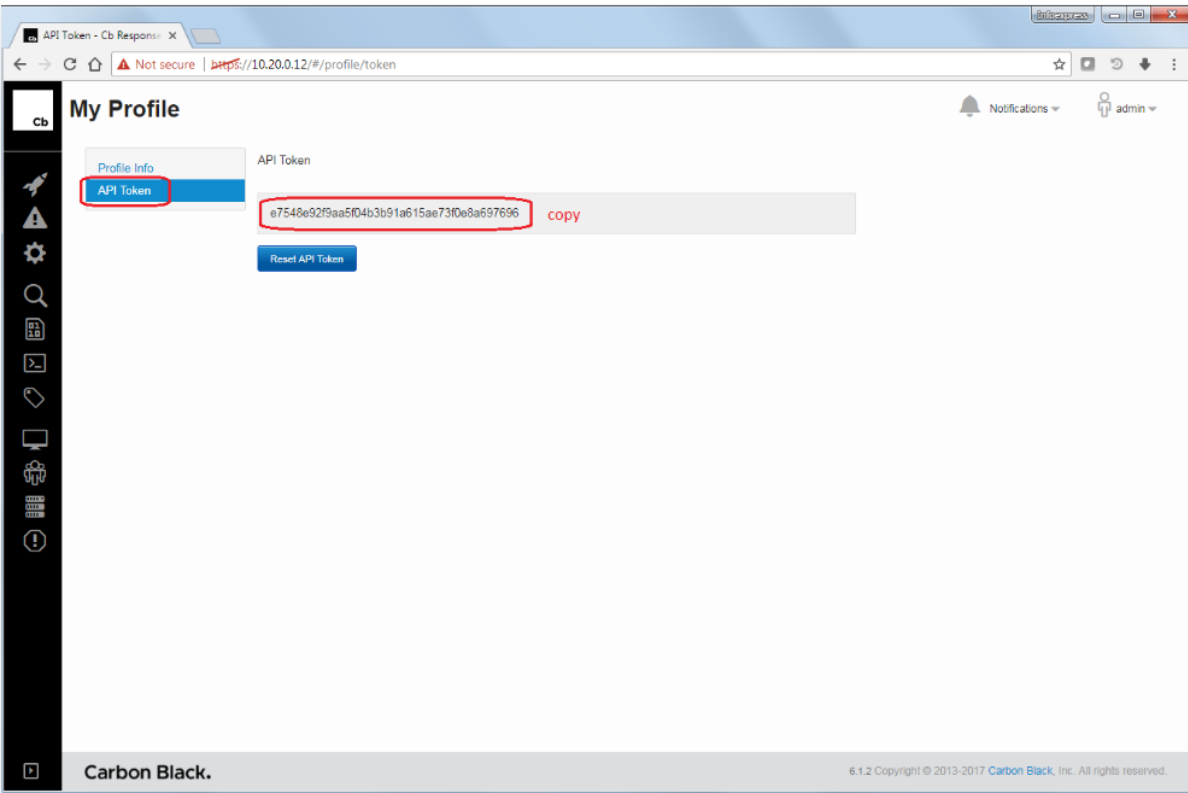 API Token - Cb Response
Not secure | https://10.20.0.12/#/profile/token
Cb
My Profile
Notifications
admin
Profile Info
API Token
API Token
e7548e92f9aa5f04b3b91a615ae73f0e8a697696
copy
Reset API Token
Carbon Black.
6.1.2 Copyright © 2013-2017 Carbon Black, Inc. All rights reserved.